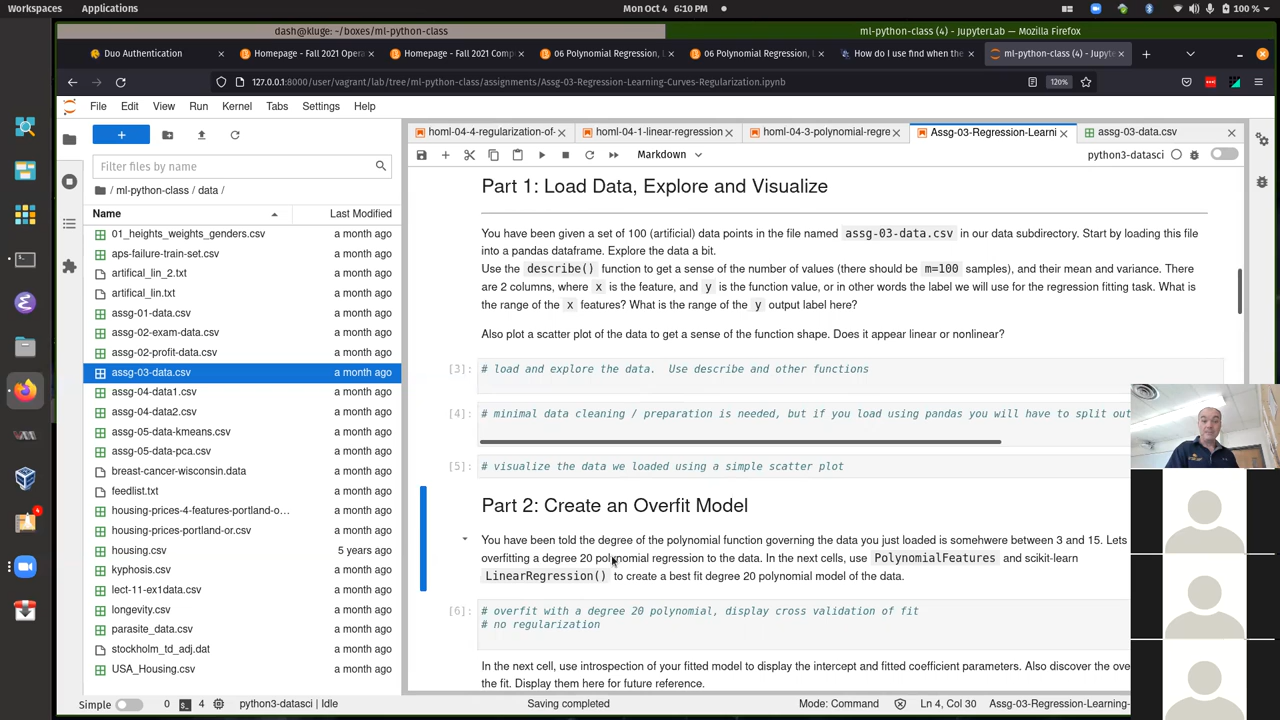 Workspaces Applications Mon Oct 4 6:10 PM 100 %
dash@kluge: ~/boxes/ml-python-class ml-python-class (4) - JupyterLab — Mozilla Firefox
Duo Authentication Homepage - Fall 2021 Oper Homepage - Fall 2021 Comp 06 Polynomial Regression, L 06 Polynomial Regression, L How do I use find when the ml-python-class (4) - Jupyte
127.0.0.1:8000/user/vagrant/lab/tree/ml-python-class/assignments/Assg-03-Regression-Learning-Curves-Regularization.ipynb 120%
File Edit View Run Kernel Tabs Settings Help
homl-04-4-regularization-of- homl-04-1-linear-regression homl-04-3-polynomial-regre Assg-03-Regression-Learni assg-03-data.csv
Markdown python3-datasci
Filter files by name
/ ml-python-class / data /
Name Last Modified
01_heights_weights_genders.csv a month ago
aps-failure-train-set.csv a month ago
artifical_lin_2.txt a month ago
artifical_lin.txt a month ago
assg-01-data.csv a month ago
assg-02-exam-data.csv a month ago
assg-02-profit-data.csv a month ago
assg-03-data.csv a month ago
assg-04-data1.csv a month ago
assg-04-data2.csv a month ago
assg-05-data-kmeans.csv a month ago
assg-05-data-pca.csv a month ago
breast-cancer-wisconsin.data a month ago
feedlist.txt a month ago
housing-prices-4-features-portland-o... a month ago
housing-prices-portland-or.csv a month ago
housing.csv 5 years ago
kyphosis.csv a month ago
lect-11-ex1data.csv a month ago
longevity.csv a month ago
parasite_data.csv a month ago
stockholm_td_adj.dat a month ago
USA_Housing.csv a month ago
Part 1: Load Data, Explore and Visualize
You have been given a set of 100 (artificial) data points in the file named assg-03-data.csv in our data subdirectory. Start by loading this file
into a pandas dataframe. Explore the data a bit.
Use the describe() function to get a sense of the number of values (there should be m=100 samples), and their mean and variance. There
are 2 columns, where x is the feature, and y is the function value, or in other words the label we will use for the regression fitting task. What is
the range of the x features? What is the range of the y output label here?
Also plot a scatter plot of the data to get a sense of the function shape. Does it appear linear or nonlinear?
[3]: # load and explore the data. Use describe and other functions
[4]: # minimal data cleaning / preparation is needed, but if you load using pandas you will have to split out
[5]: # visualize the data we loaded using a simple scatter plot
Part 2: Create an Overfit Model
You have been told the degree of the polynomial function governing the data you just loaded is somehwere between 3 and 15. Lets
overfitting a degree 20 polynomial regression to the data. In the next cells, use PolynomialFeatures and scikit-learn
LinearRegression() to create a best fit degree 20 polynomial model of the data.
[6]: # overfit with a degree 20 polynomial, display cross validation of fit
# no regularization
In the next cell, use introspection of your fitted model to display the intercept and fitted coefficient parameters. Also discover the ove
the fit. Display them here for future reference.
Simple 0 4 python3-datasci | Idle Saving completed Mode: Command Ln 4, Col 30 Assg-03-Regression-Learning-